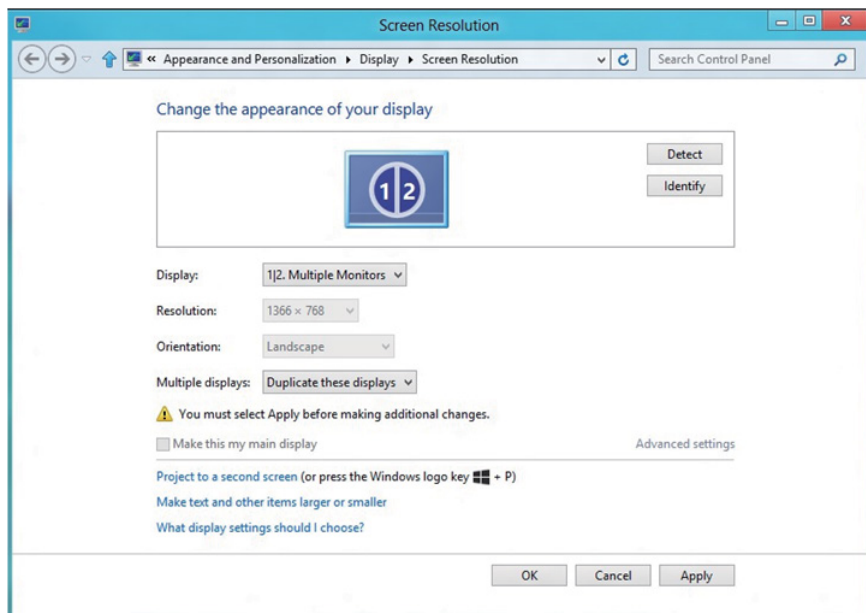 Screen Resolution
« Appearance and Personalization ▸ Display ▸ Screen Resolution
Search Control Panel
Change the appearance of your display
Detect
1 2
Identify
Display: 1|2. Multiple Monitors
Resolution: 1366 × 768
Orientation: Landscape
Multiple displays: Duplicate these displays
You must select Apply before making additional changes.
Make this my main display Advanced settings
Project to a second screen (or press the Windows logo key + P)
Make text and other items larger or smaller
What display settings should I choose?
OK Cancel Apply